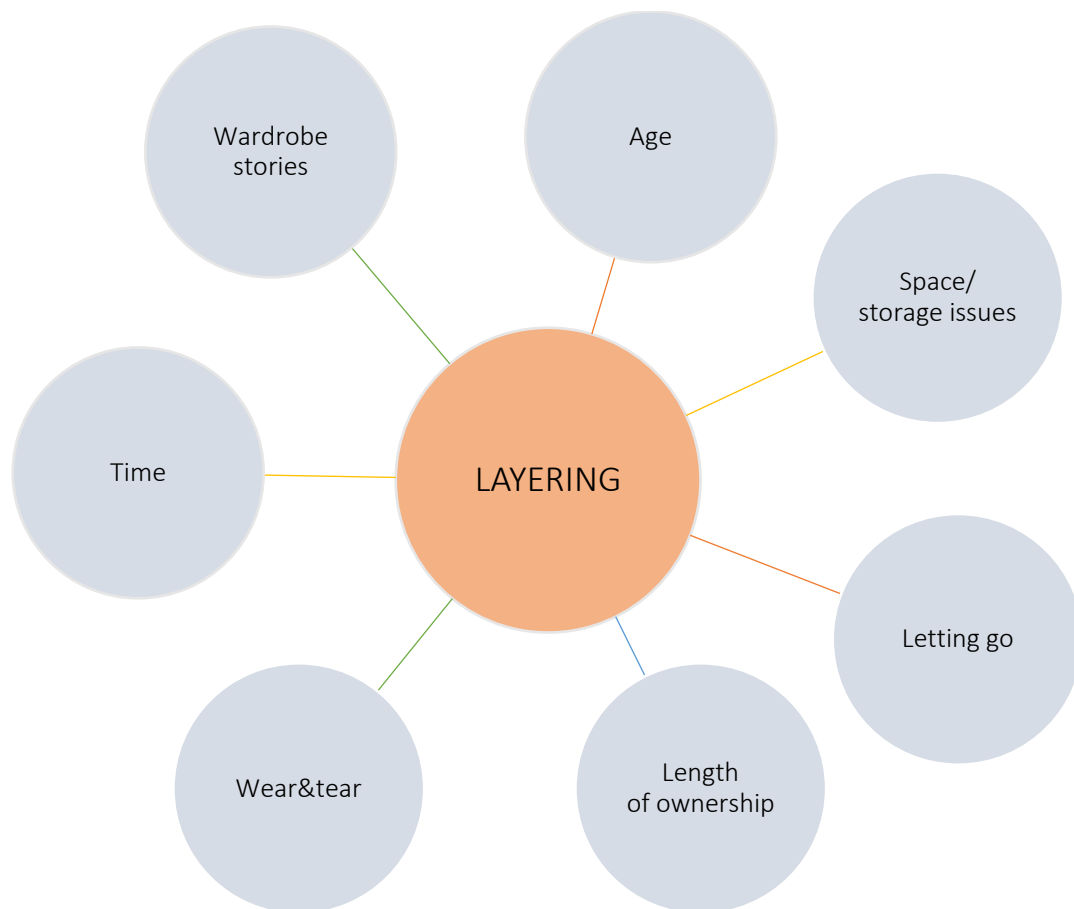 Wardrobe
stories
Age
Space/
storage issues
LAYERING
Time
Letting go
Wear&tear
Length
of ownership